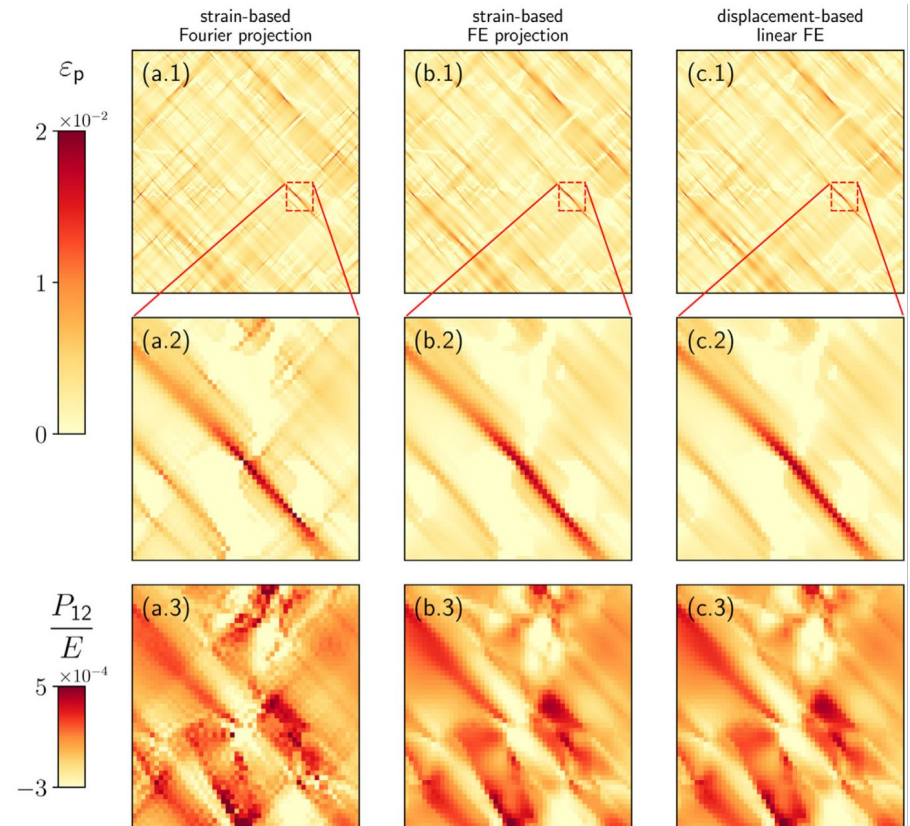 strain-based
Fourier projection
strain-based
FE projection
displacement-based
linear FE
εp
×10⁻²
2
1
0
(a.1)
(b.1)
(c.1)
(a.2)
(b.2)
(c.2)
P12
E
×10⁻⁴
5
−3
(a.3)
(b.3)
(c.3)